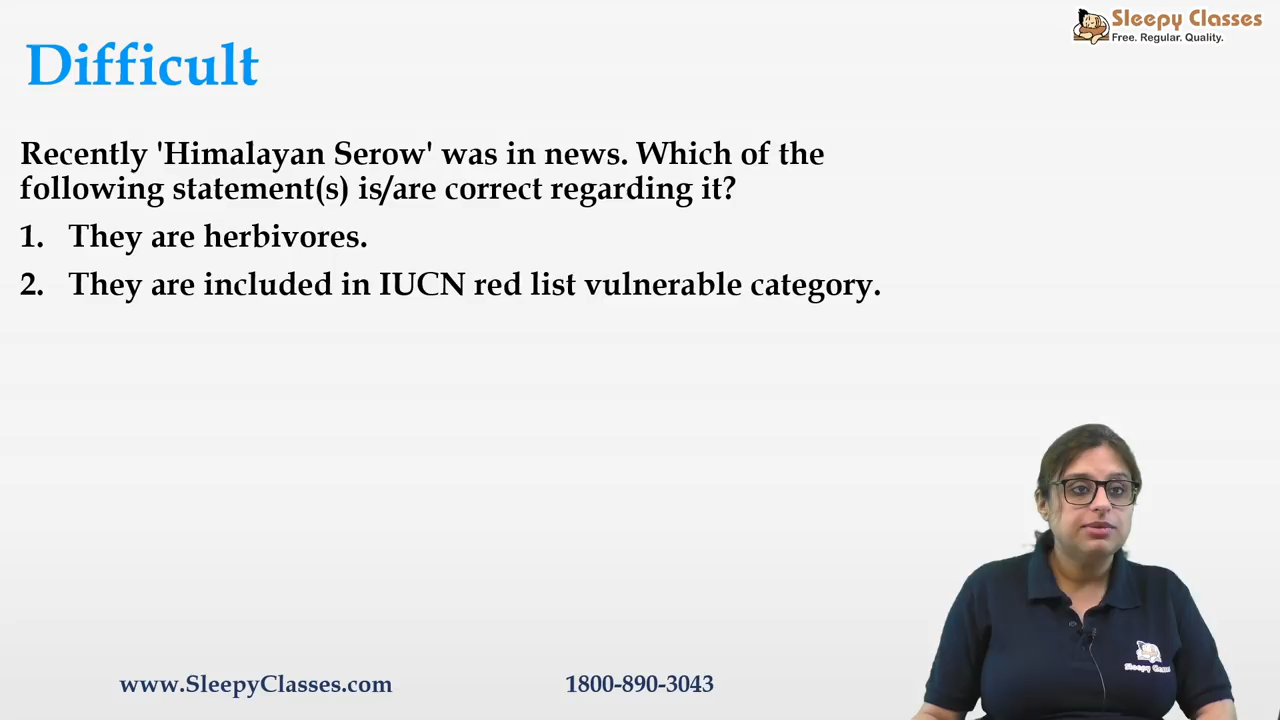 Sleepy Classes
Free. Regular. Quality.
Difficult
Recently 'Himalayan Serow' was in news. Which of the
following statement(s) is/are correct regarding it?
1. They are herbivores.
2. They are included in IUCN red list vulnerable category.
Sleepy Classes
www.SleepyClasses.com
1800-890-3043